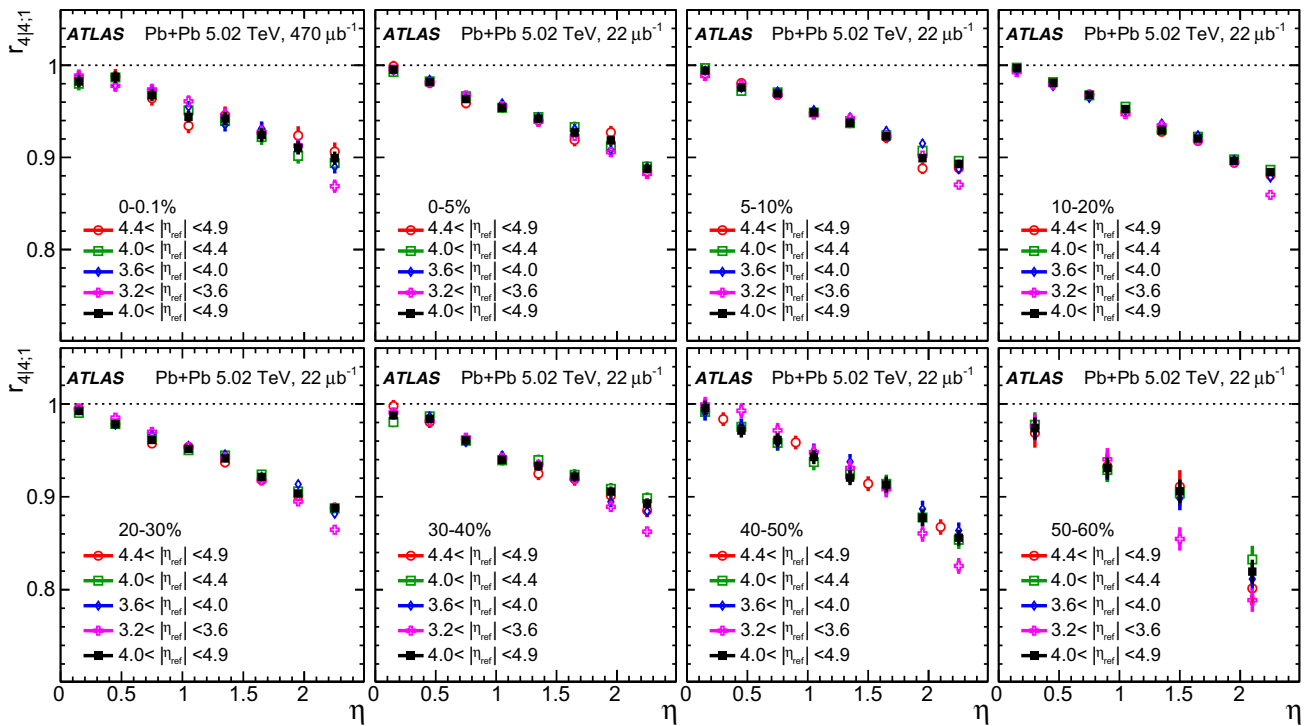 r4|4;1
ATLAS Pb+Pb 5.02 TeV, 470 μb⁻¹
1
0.9
0.8
0-0.1%
4.4< |ηref| <4.9
4.0< |ηref| <4.4
3.6< |ηref| <4.0
3.2< |ηref| <3.6
4.0< |ηref| <4.9
ATLAS Pb+Pb 5.02 TeV, 22 μb⁻¹
0-5%
4.4< |ηref| <4.9
4.0< |ηref| <4.4
3.6< |ηref| <4.0
3.2< |ηref| <3.6
4.0< |ηref| <4.9
ATLAS Pb+Pb 5.02 TeV, 22 μb⁻¹
5-10%
4.4< |ηref| <4.9
4.0< |ηref| <4.4
3.6< |ηref| <4.0
3.2< |ηref| <3.6
4.0< |ηref| <4.9
ATLAS Pb+Pb 5.02 TeV, 22 μb⁻¹
10-20%
4.4< |ηref| <4.9
4.0< |ηref| <4.4
3.6< |ηref| <4.0
3.2< |ηref| <3.6
4.0< |ηref| <4.9
r4|4;1
ATLAS Pb+Pb 5.02 TeV, 22 μb⁻¹
1
0.9
0.8
20-30%
4.4< |ηref| <4.9
4.0< |ηref| <4.4
3.6< |ηref| <4.0
3.2< |ηref| <3.6
4.0< |ηref| <4.9
0 0.5 1 1.5 2
η
ATLAS Pb+Pb 5.02 TeV, 22 μb⁻¹
30-40%
4.4< |ηref| <4.9
4.0< |ηref| <4.4
3.6< |ηref| <4.0
3.2< |ηref| <3.6
4.0< |ηref| <4.9
0 0.5 1 1.5 2
η
ATLAS Pb+Pb 5.02 TeV, 22 μb⁻¹
40-50%
4.4< |ηref| <4.9
4.0< |ηref| <4.4
3.6< |ηref| <4.0
3.2< |ηref| <3.6
4.0< |ηref| <4.9
0 0.5 1 1.5 2
η
ATLAS Pb+Pb 5.02 TeV, 22 μb⁻¹
50-60%
4.4< |ηref| <4.9
4.0< |ηref| <4.4
3.6< |ηref| <4.0
3.2< |ηref| <3.6
4.0< |ηref| <4.9
0 0.5 1 1.5 2
η